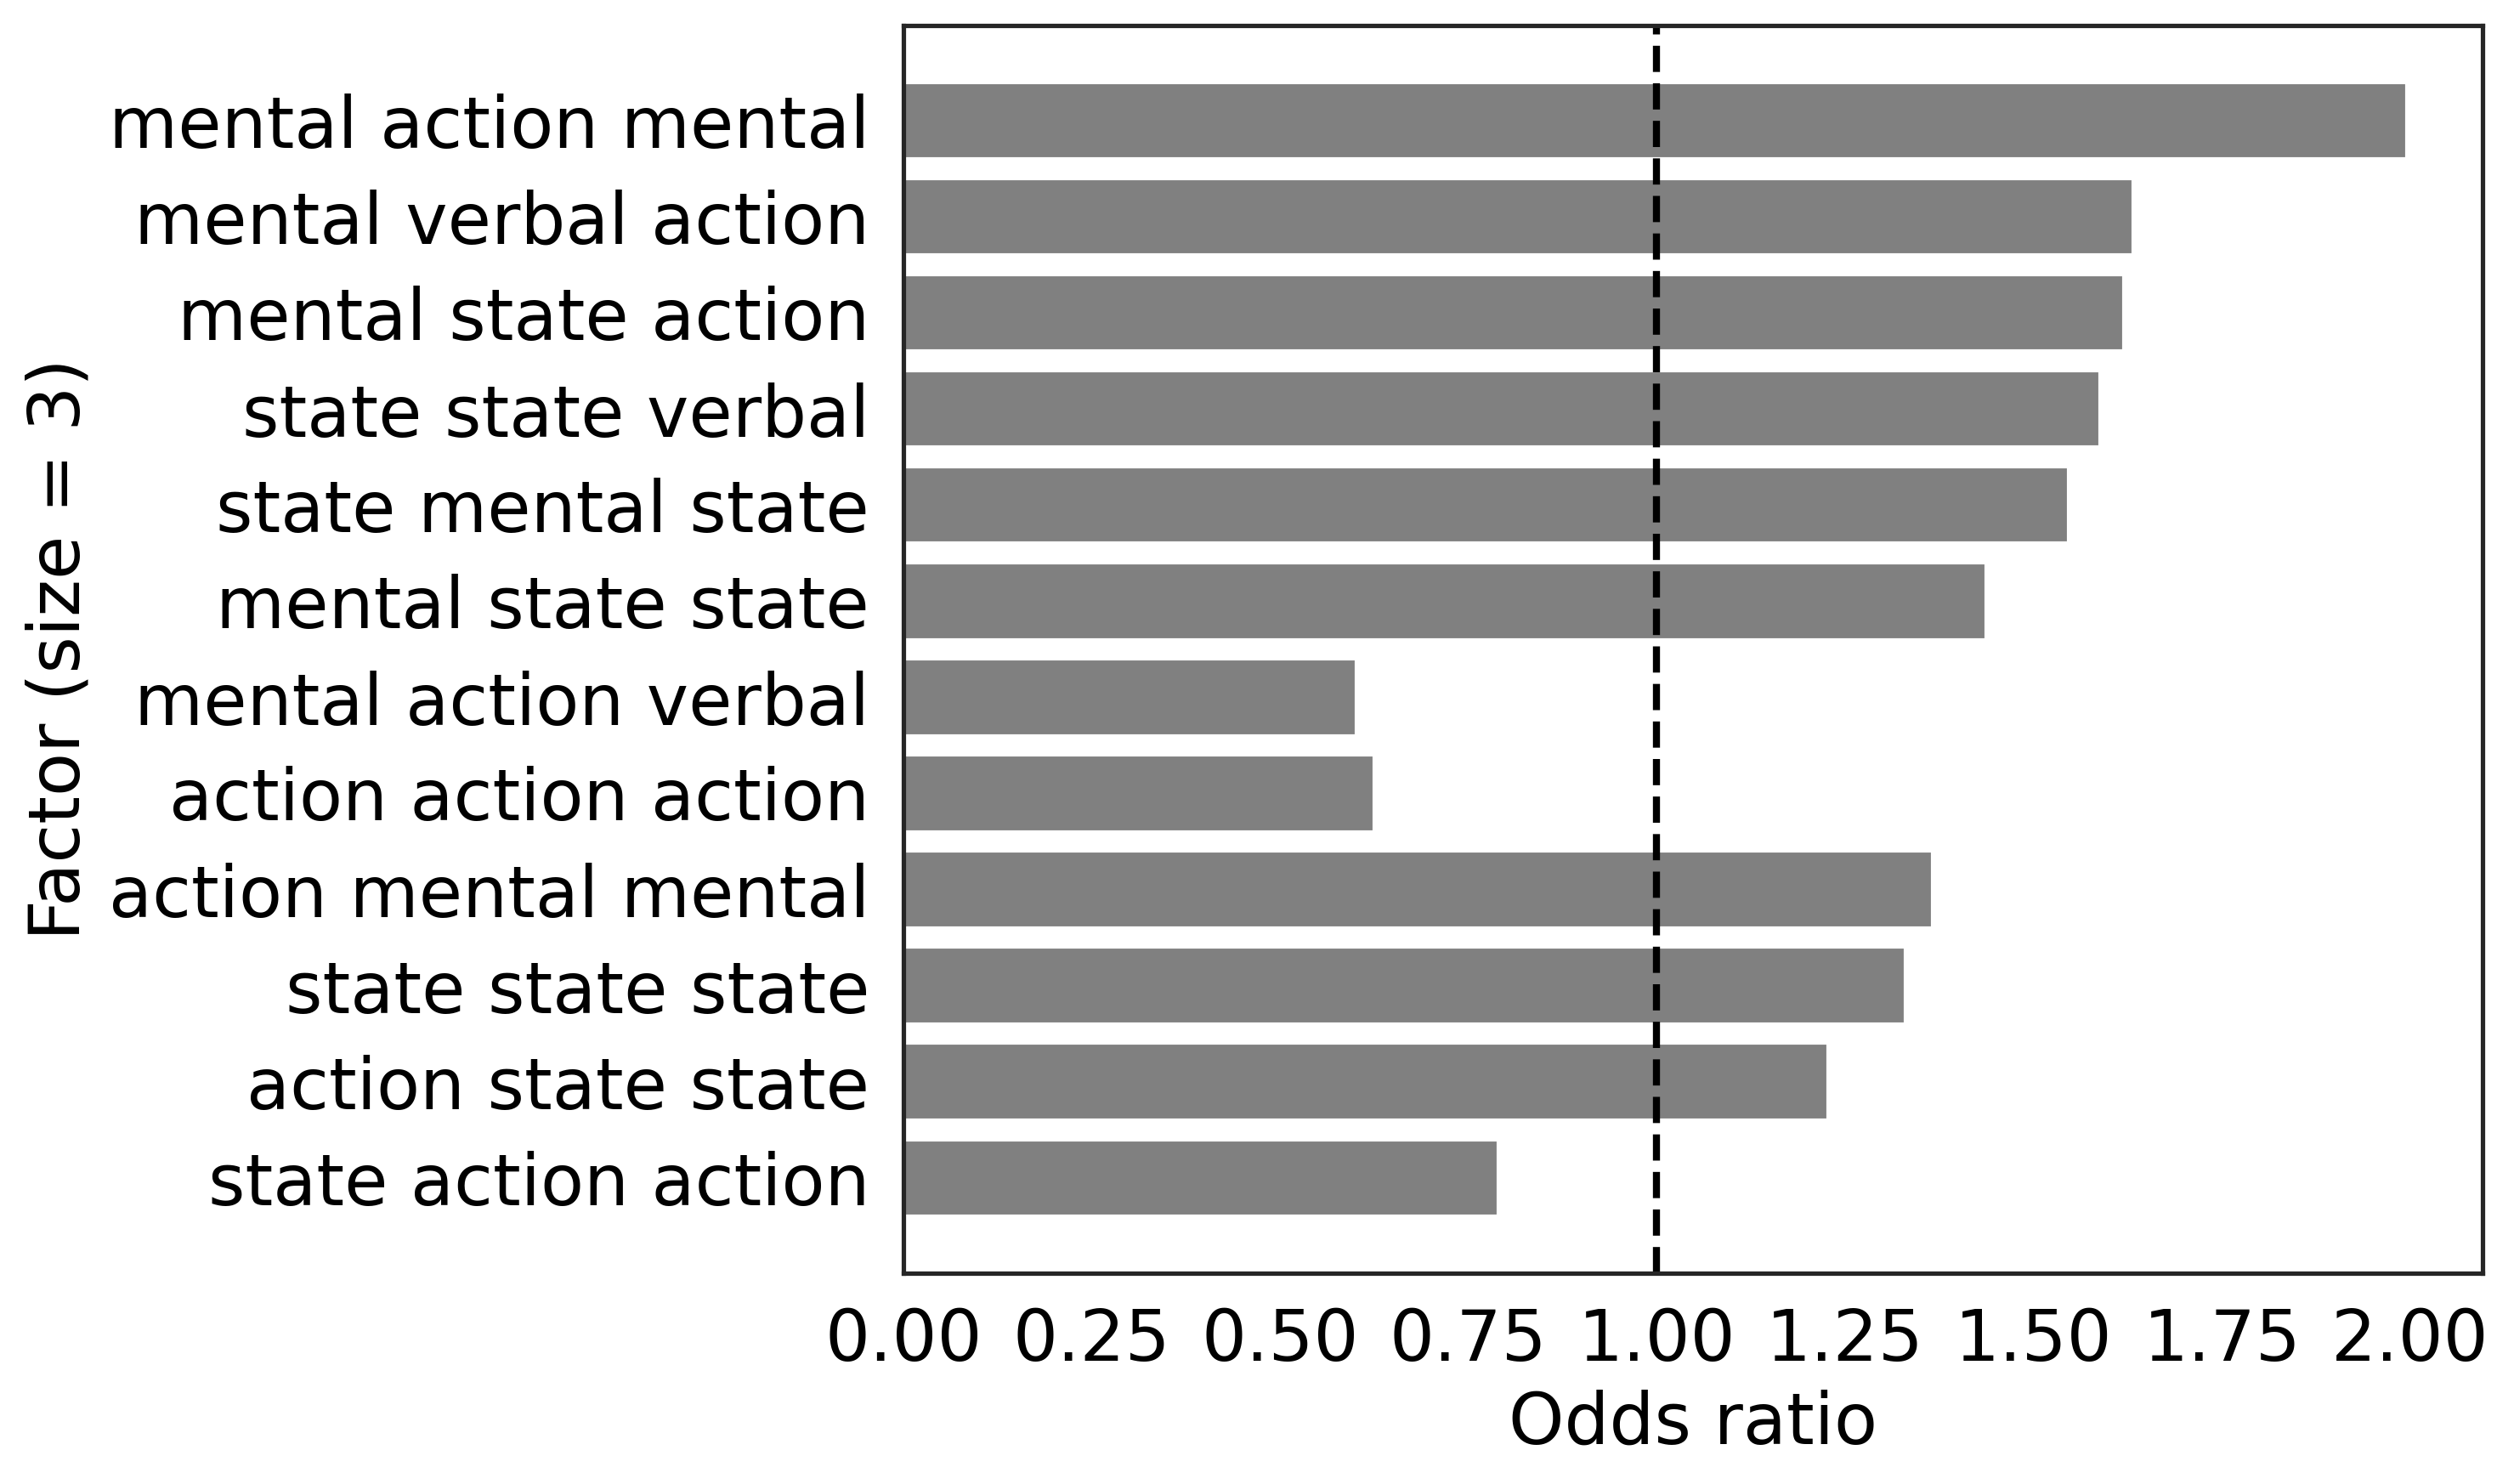 Factor (size = 3)
mental action mental
mental verbal action
mental state action
state state verbal
state mental state
mental state state
mental action verbal
action action action
action mental mental
state state state
action state state
state action action
0.00 0.25 0.50 0.75 1.00 1.25 1.50 1.75 2.00
Odds ratio